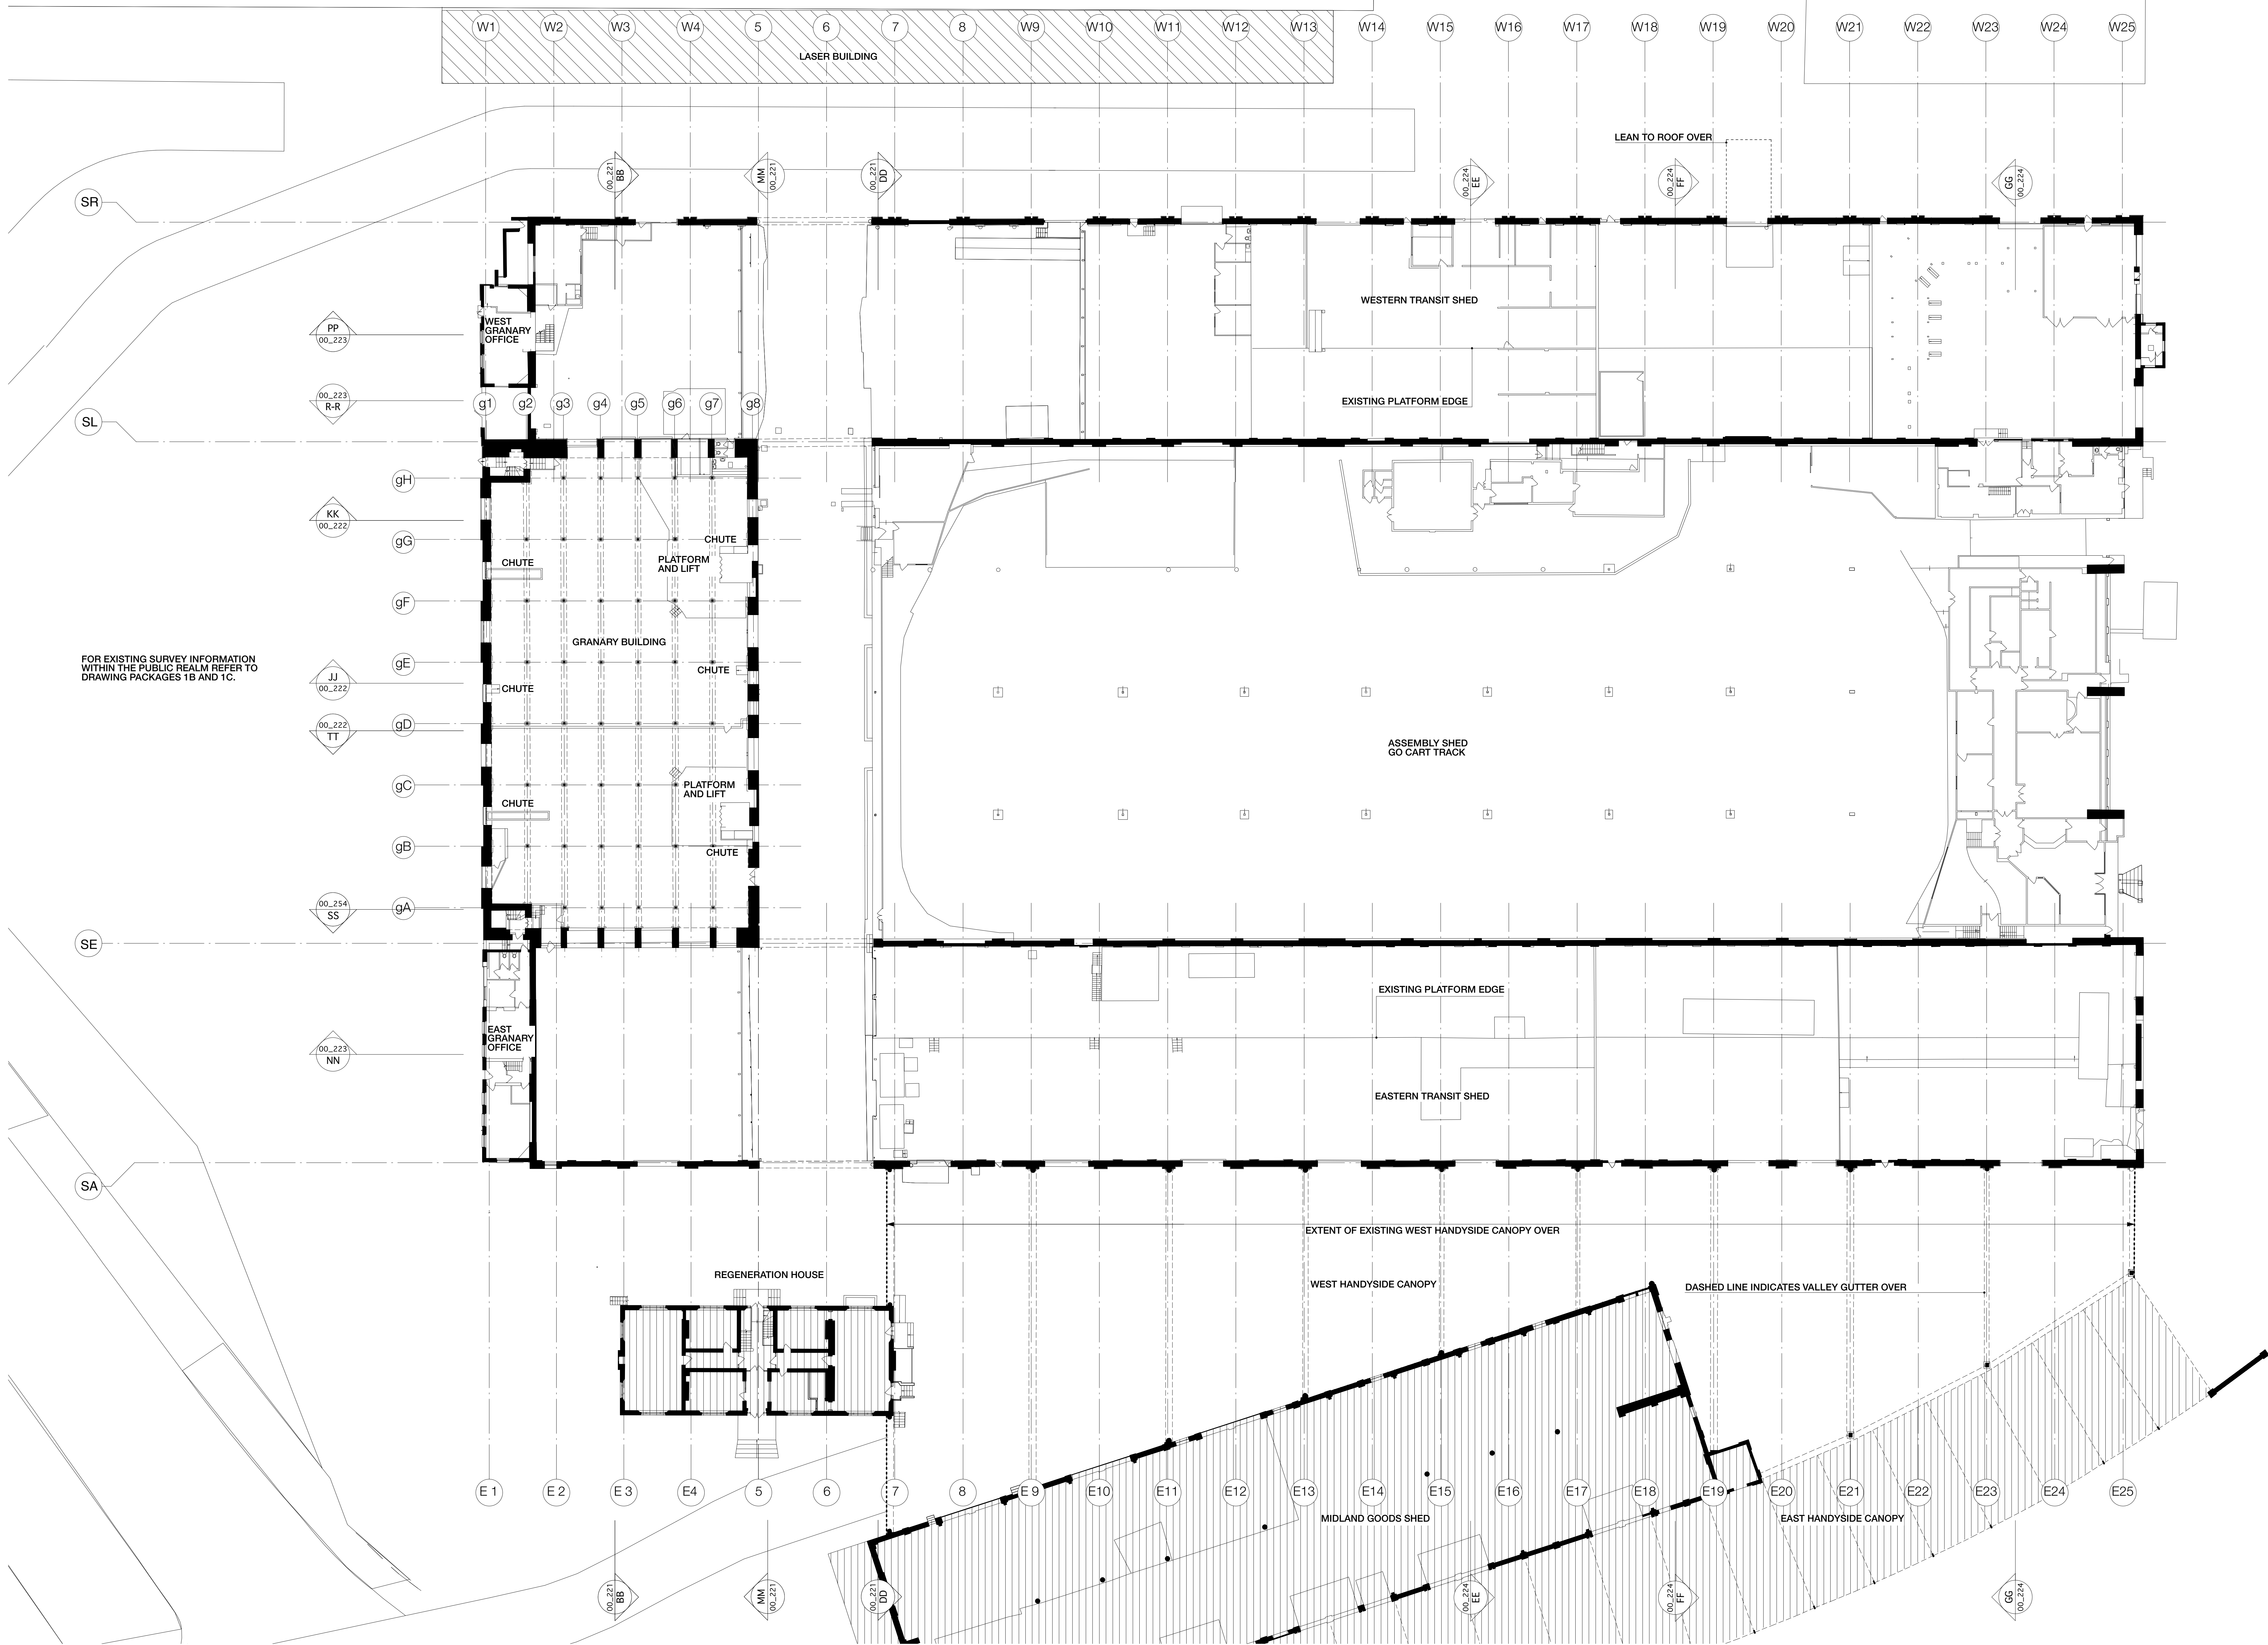 W1 W2 W3 W4 5 6 7 8 W9 W10 W11 W12 W13 W14 W15 W16 W17 W18 W19 W20 W21 W22 W23 W24 W25
LASER BUILDING
LEAN TO ROOF OVER
00_221 BB
MM 00_221
00_221 DD
00_224 EE
00_224 FF
GG 00_224
SR
WESTERN TRANSIT SHED
WEST
GRANARY
OFFICE
PP
00_223
00_223
R-R
EXISTING PLATFORM EDGE
g1 g2 g3 g4 g5 g6 g7 g8
SL
gH
KK
00_222
gG
CHUTE
CHUTE
PLATFORM
AND LIFT
gF
GRANARY BUILDING
FOR EXISTING SURVEY INFORMATION
WITHIN THE PUBLIC REALM REFER TO
DRAWING PACKAGES 1B AND 1C.
gE
CHUTE
JJ
00_222
CHUTE
gD
00_222
TT
ASSEMBLY SHED
GO CART TRACK
gC
PLATFORM
AND LIFT
CHUTE
gB
CHUTE
00_254
SS
gA
SE
EXISTING PLATFORM EDGE
EAST
GRANARY
OFFICE
00_223
NN
EASTERN TRANSIT SHED
SA
EXTENT OF EXISTING WEST HANDYSIDE CANOPY OVER
REGENERATION HOUSE
WEST HANDYSIDE CANOPY
DASHED LINE INDICATES VALLEY GUTTER OVER
E 1 E 2 E 3 E4 5 6 7 8 E 9 E10 E11 E12 E13 E14 E15 E16 E17 E18 E19 E20 E21 E22 E23 E24 E25
MIDLAND GOODS SHED
EAST HANDYSIDE CANOPY
00_221 BB
MM 00_221
00_221 DD
00_224 EE
00_224 FF
GG 00_224